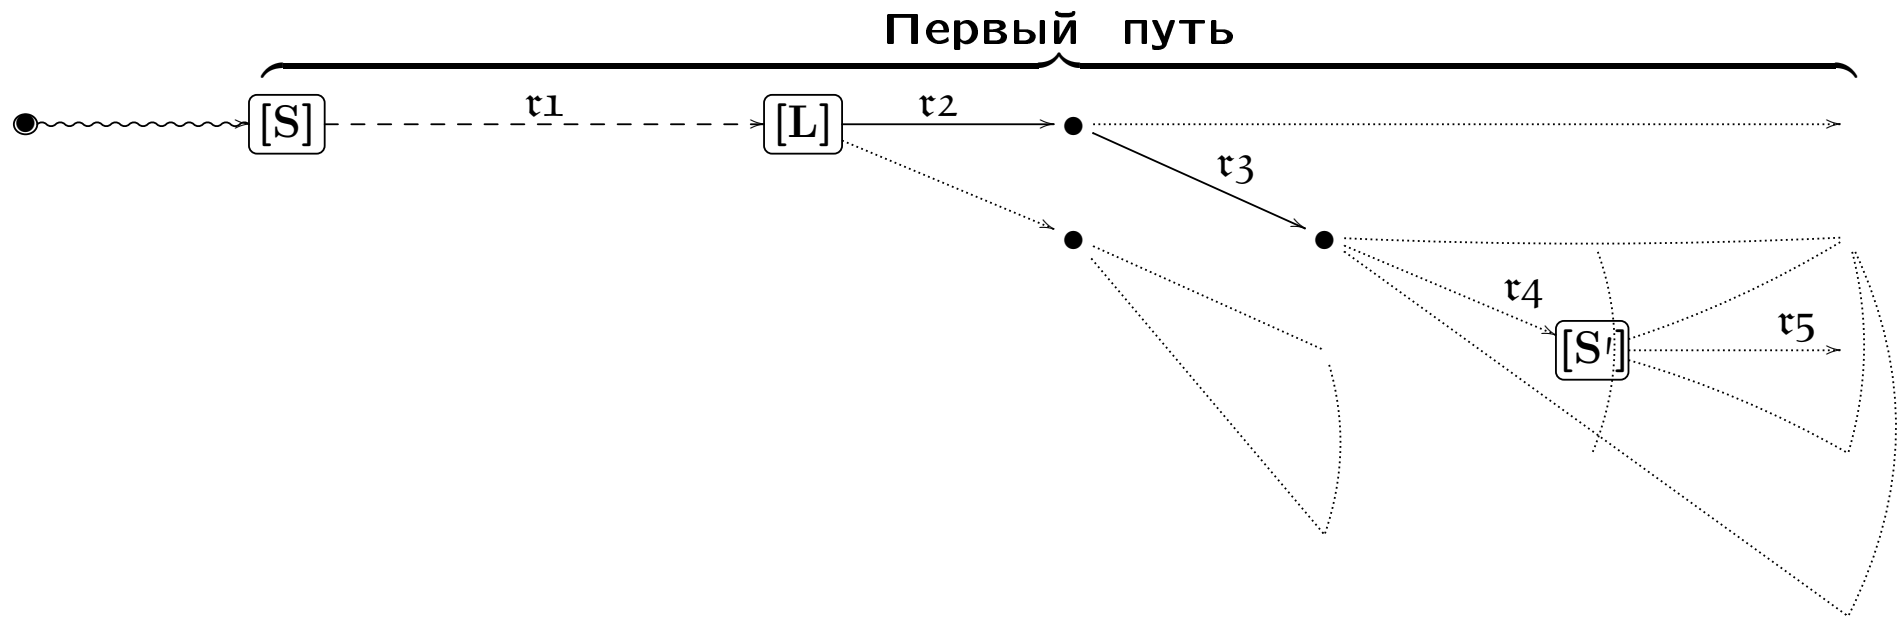 Первый путь
[S] r1 [L] r2
r3
r4
[S′] r5